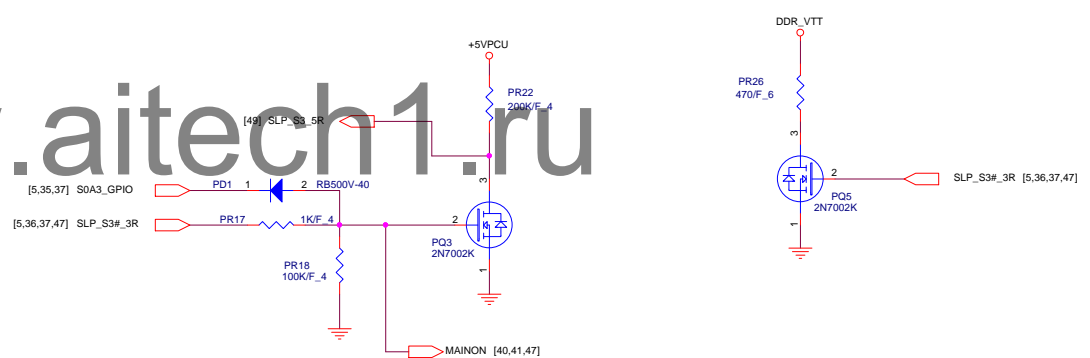 +5VPCU
PR22
200K/F_4
[49] SLP_S3_5R
.aitech1.ru
[5,35,37] S0A3_GPIO
1
PD1
2
RB500V-40
3
[5,36,37,47] SLP_S3#_3R
PR17
1K/F_4
2
PQ3
2N7002K
1
PR18
100K/F_4
MAINON [40,41,47]
DDR_VTT
PR26
470/F_6
3
2
SLP_S3#_3R [5,36,37,47]
PQ5
2N7002K
1